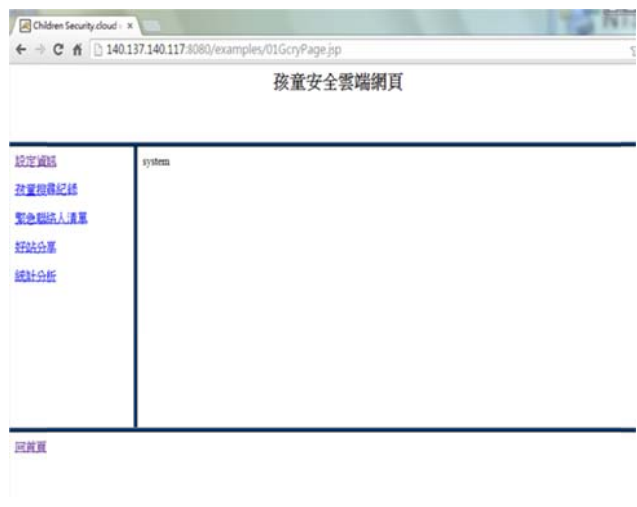 Children Security.cloud
140.137.140.117:8080/examples/01GcryPage.jsp
孩童安全雲端網頁
設定資訊
system
孩童搜尋紀錄
緊急聯絡人清單
好站分享
統計分析
回首頁